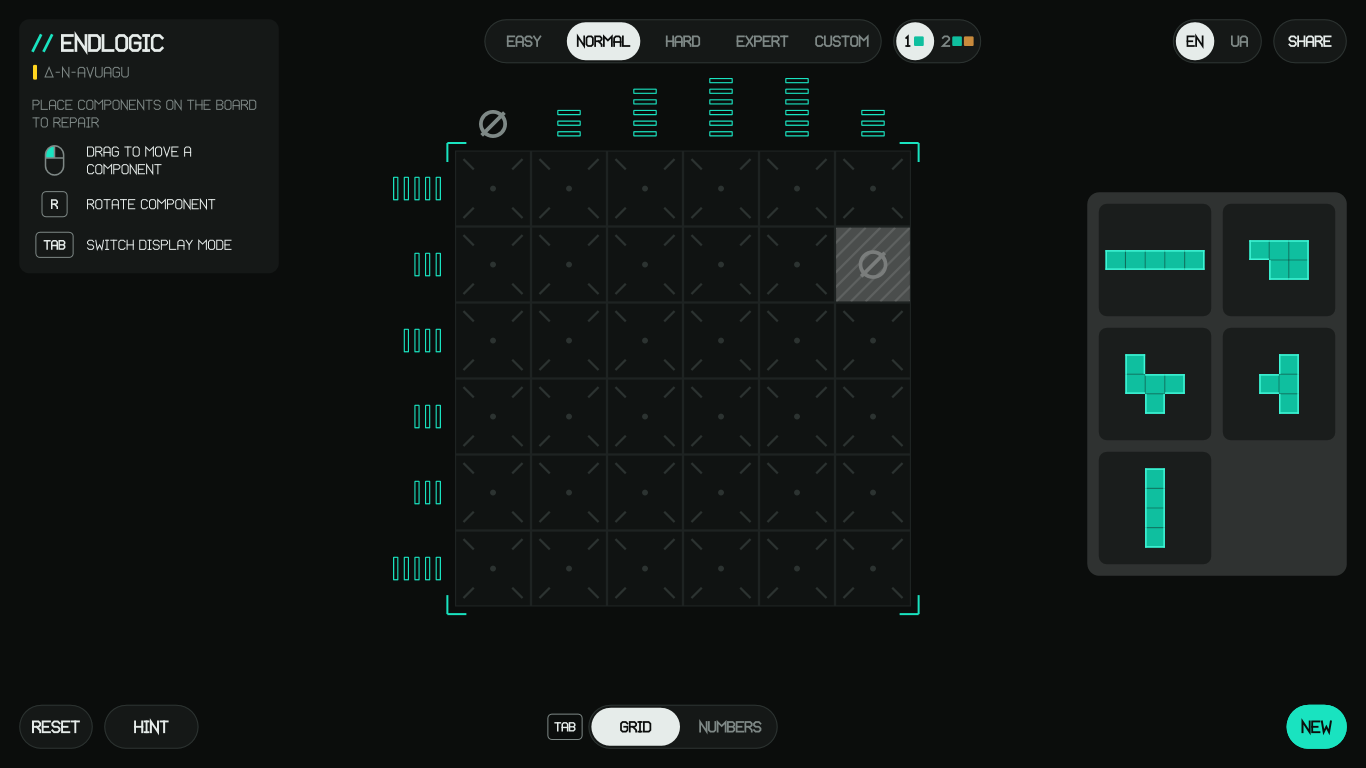 // ENDLOGIC
Δ-N-AVUAGU
PLACE COMPONENTS ON THE BOARD
TO REPAIR
DRAG TO MOVE A
COMPONENT
R ROTATE COMPONENT
TAB SWITCH DISPLAY MODE
EASY NORMAL HARD EXPERT CUSTOM 1 2
EN UA SHARE
RESET HINT
TAB GRID NUMBERS
NEW